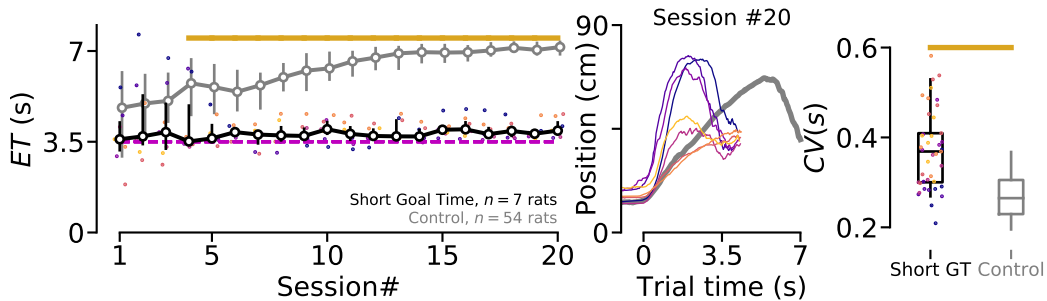 ET (s)
7
3.5
0
Short Goal Time, n = 7 rats
Control, n = 54 rats
1 5 10 15 20
Session#
Session #20
Position (cm)
90
0
0 3.5 7
Trial time (s)
CV(s)
0.6
0.4
0.2
Short GT Control